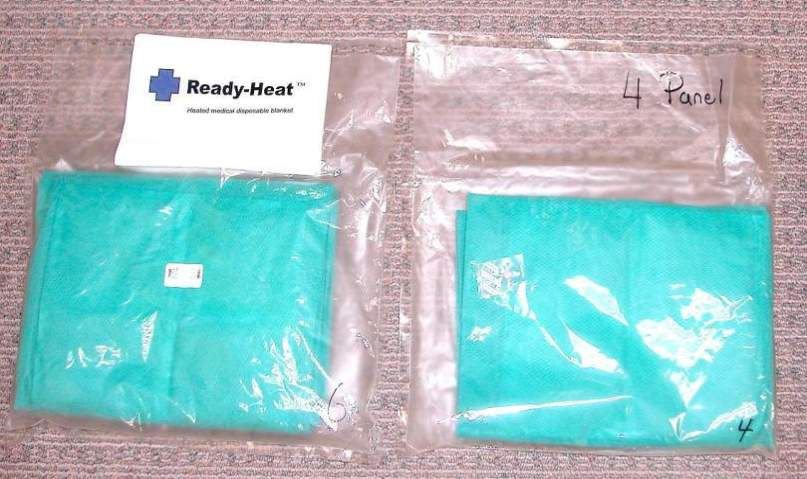 Ready-Heat™
Heated medical disposable blanket
4 Panel
6
4